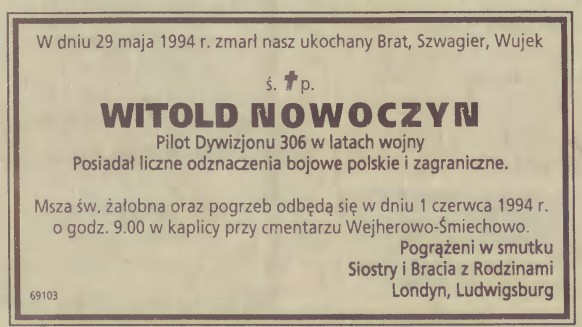 W dniu 29 maja 1994 r. zmarł nasz ukochany Brat, Szwagier, Wujek
ś. ✝ p.
WITOLD NOWOCZYN
Pilot Dywizjonu 306 w latach wojny
Posiadał liczne odznaczenia bojowe polskie i zagraniczne.
Msza św. żałobna oraz pogrzeb odbędą się w dniu 1 czerwca 1994 r.
o godz. 9.00 w kaplicy przy cmentarzu Wejherowo-Śmiechowo.
Pogrążeni w smutku
Siostry i Bracia z Rodzinami
Londyn, Ludwigsburg
69103